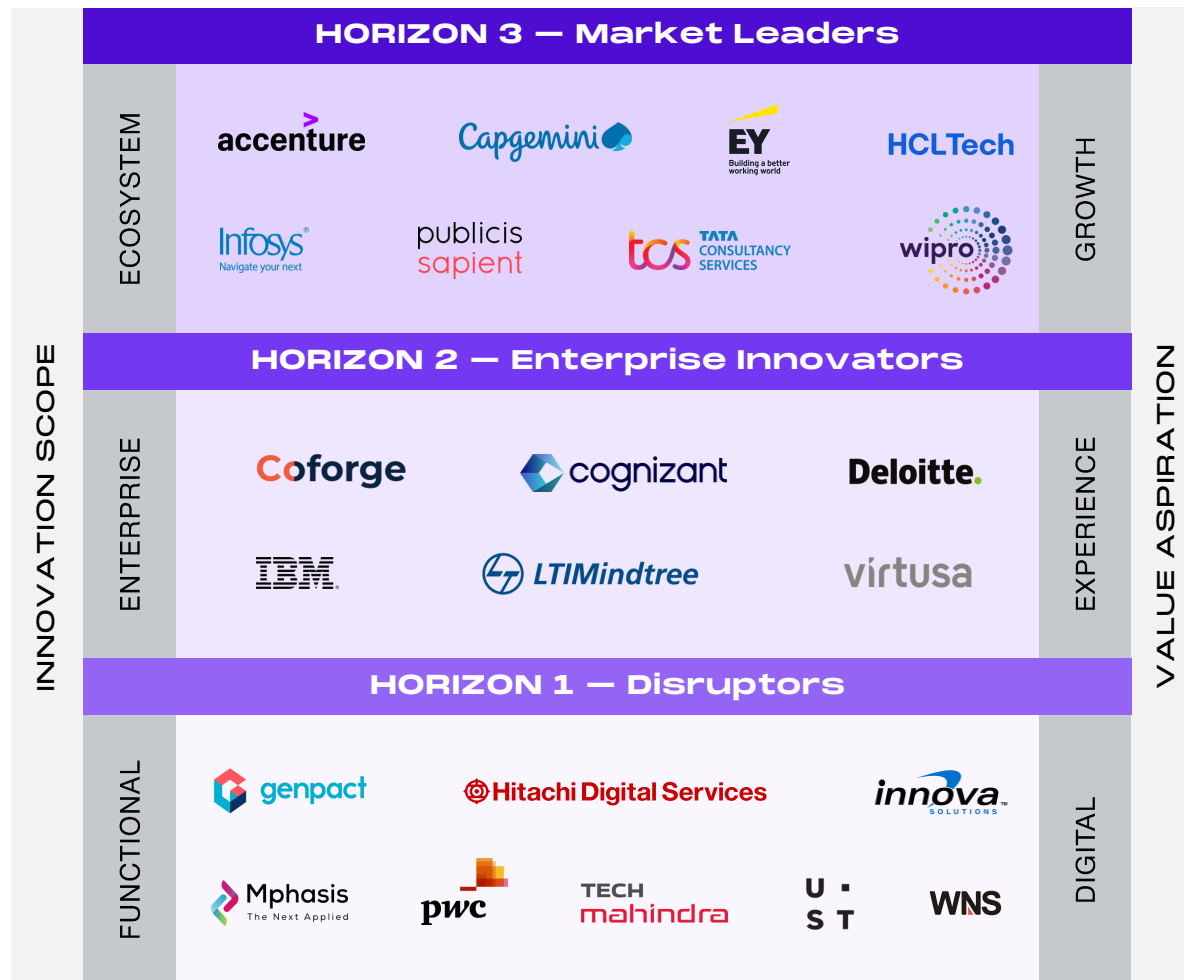 HORIZON 3 — Market Leaders
INNOVATION SCOPE
ECOSYSTEM
accenture
Capgemini
EY
Building a better
working world
HCLTech
Infosys®
Navigate your next
publicis
sapient
tcs
TATA
CONSULTANCY
SERVICES
wipro
GROWTH
VALUE ASPIRATION
HORIZON 2 — Enterprise Innovators
ENTERPRISE
Coforge
cognizant
Deloitte.
IBM®
LTIMindtree
virtusa
EXPERIENCE
HORIZON 1 — Disruptors
FUNCTIONAL
genpact
Hitachi Digital Services
innova™
SOLUTIONS
Mphasis
The Next Applied
pwc
TECH
mahindra
U ·
S T
WNS
DIGITAL